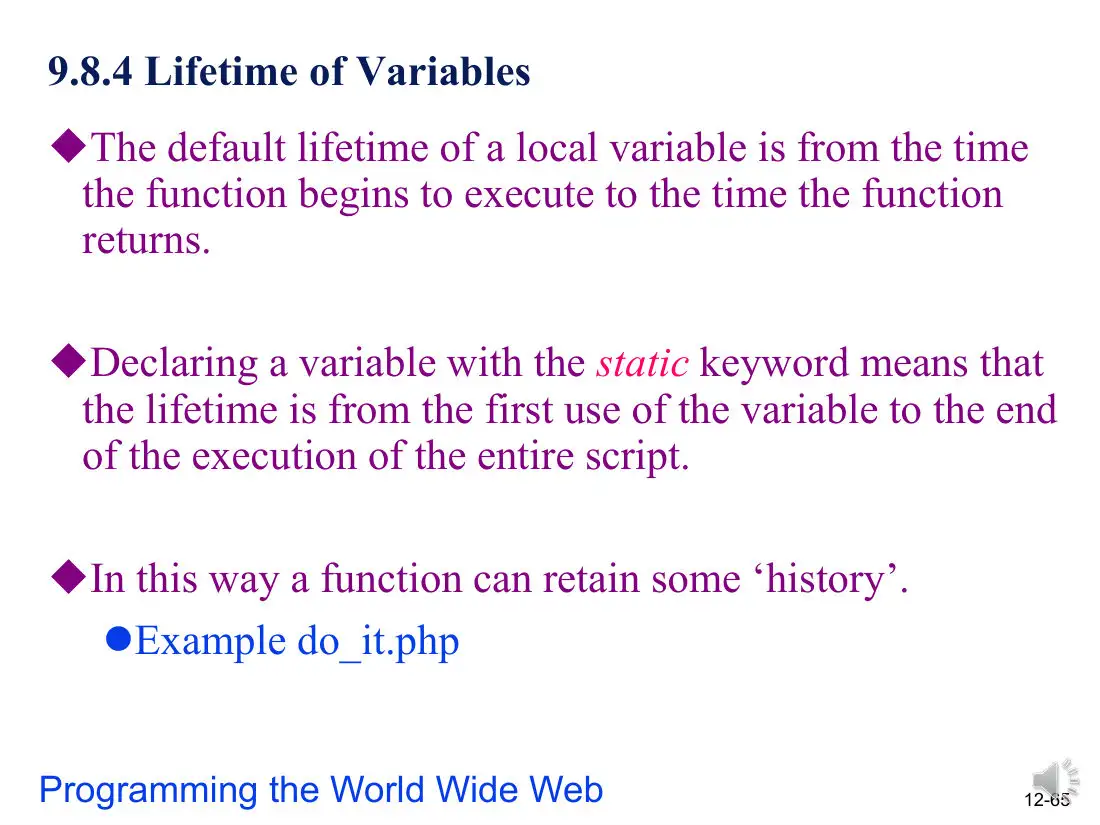 9.8.4 Lifetime of Variables
The default lifetime of a local variable is from the time
the function begins to execute to the time the function
returns.
Declaring a variable with the static keyword means that
the lifetime is from the first use of the variable to the end
of the execution of the entire script.
In this way a function can retain some ‘history’.
Example do_it.php
Programming the World Wide Web
12-65